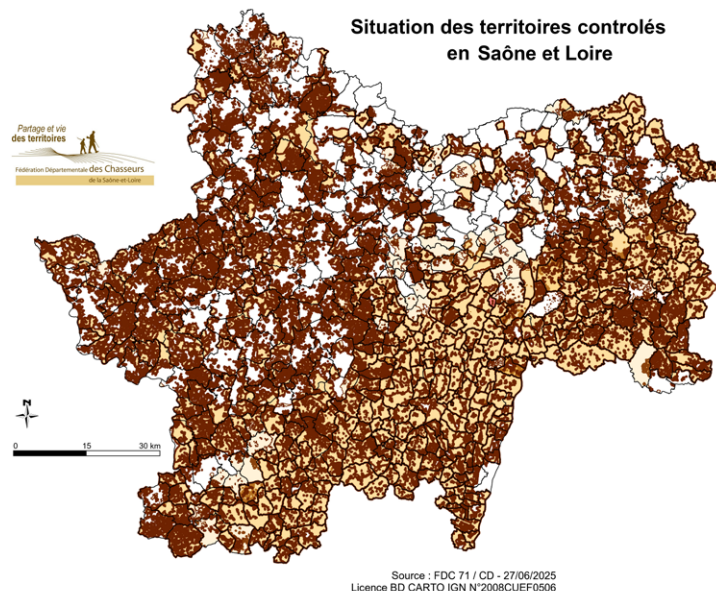 Situation des territoires controlés
en Saône et Loire
Partage et vie
des territoires
Fédération Départementale des Chasseurs
de la Saône-et-Loire
N
0 15 30 km
Source : FDC 71 / CD - 27/06/2025
Licence BD CARTO IGN N°2008CUEF0506